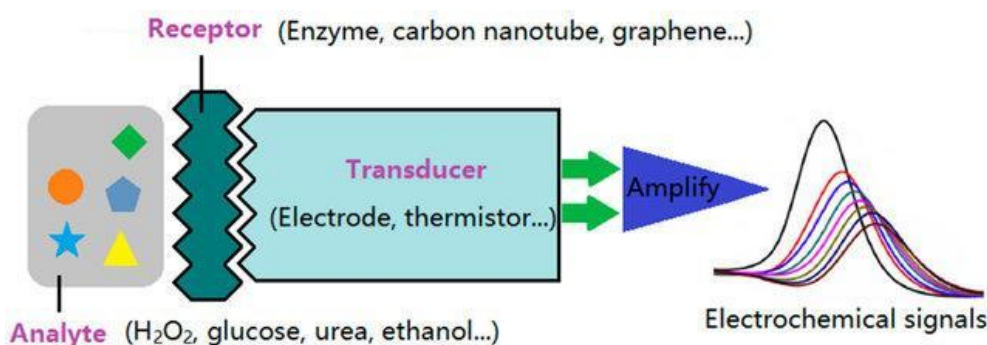 Receptor (Enzyme, carbon nanotube, graphene...)
Transducer
(Electrode, thermistor...)
Amplify
Electrochemical signals
Analyte (H₂O₂, glucose, urea, ethanol...)